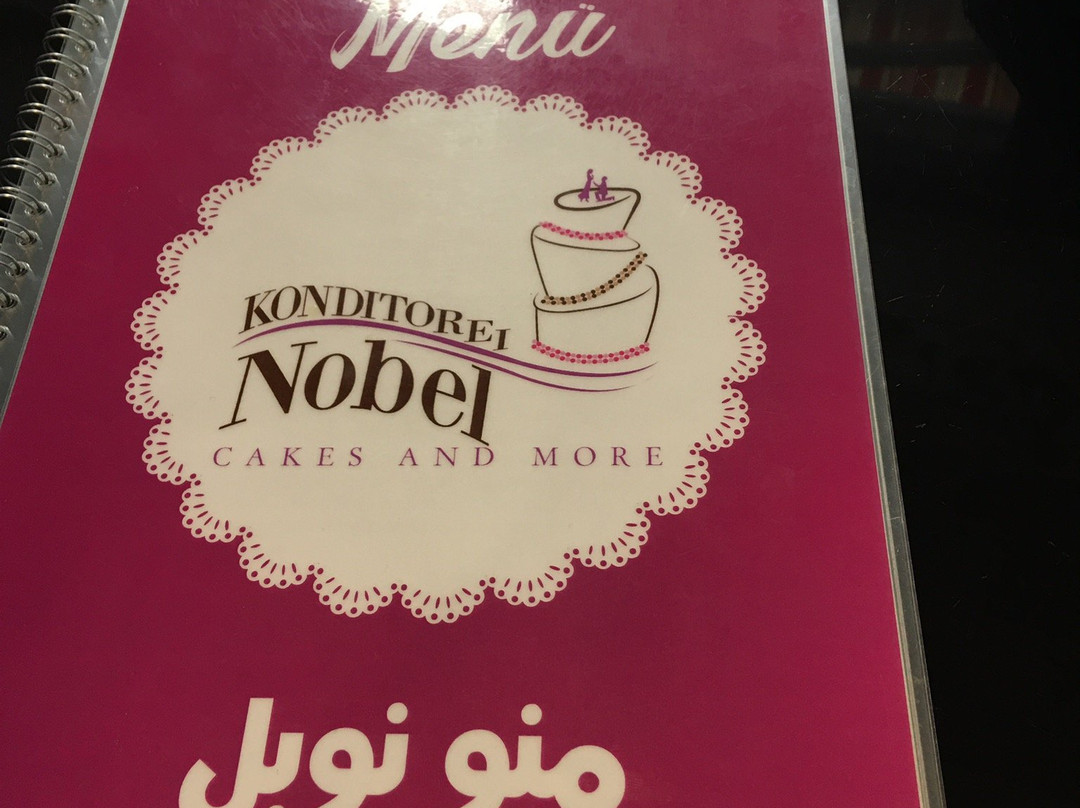 Menü
KONDITOREI
Nobel
CAKES AND MORE
منو نوبل